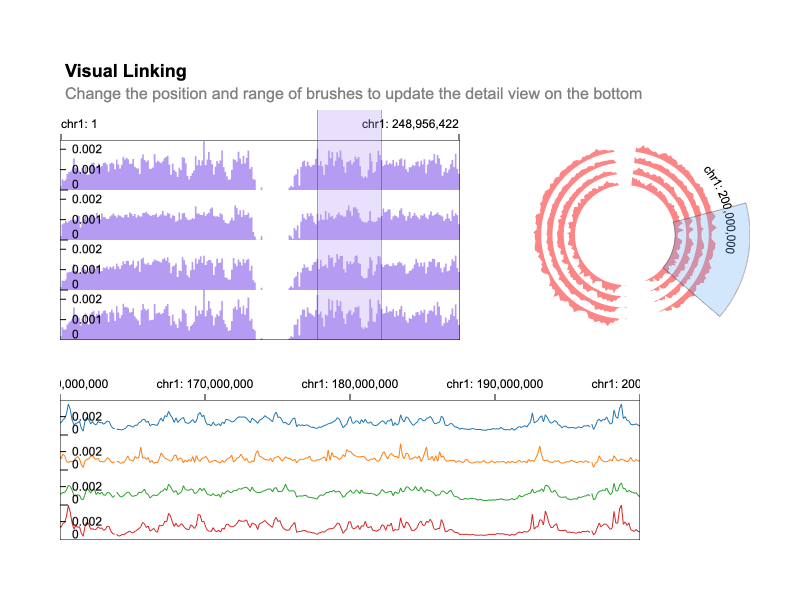 Visual Linking
Change the position and range of brushes to update the detail view on the bottom
chr1: 1
chr1: 248,956,422
0.002
0.001
0
0.002
0.001
0
0.002
0.001
0
0.002
0.001
0
chr1: 200,000,000
0,000,000
chr1: 170,000,000
chr1: 180,000,000
chr1: 190,000,000
chr1: 200
0.002
0
0.002
0
0.002
0
0.002
0